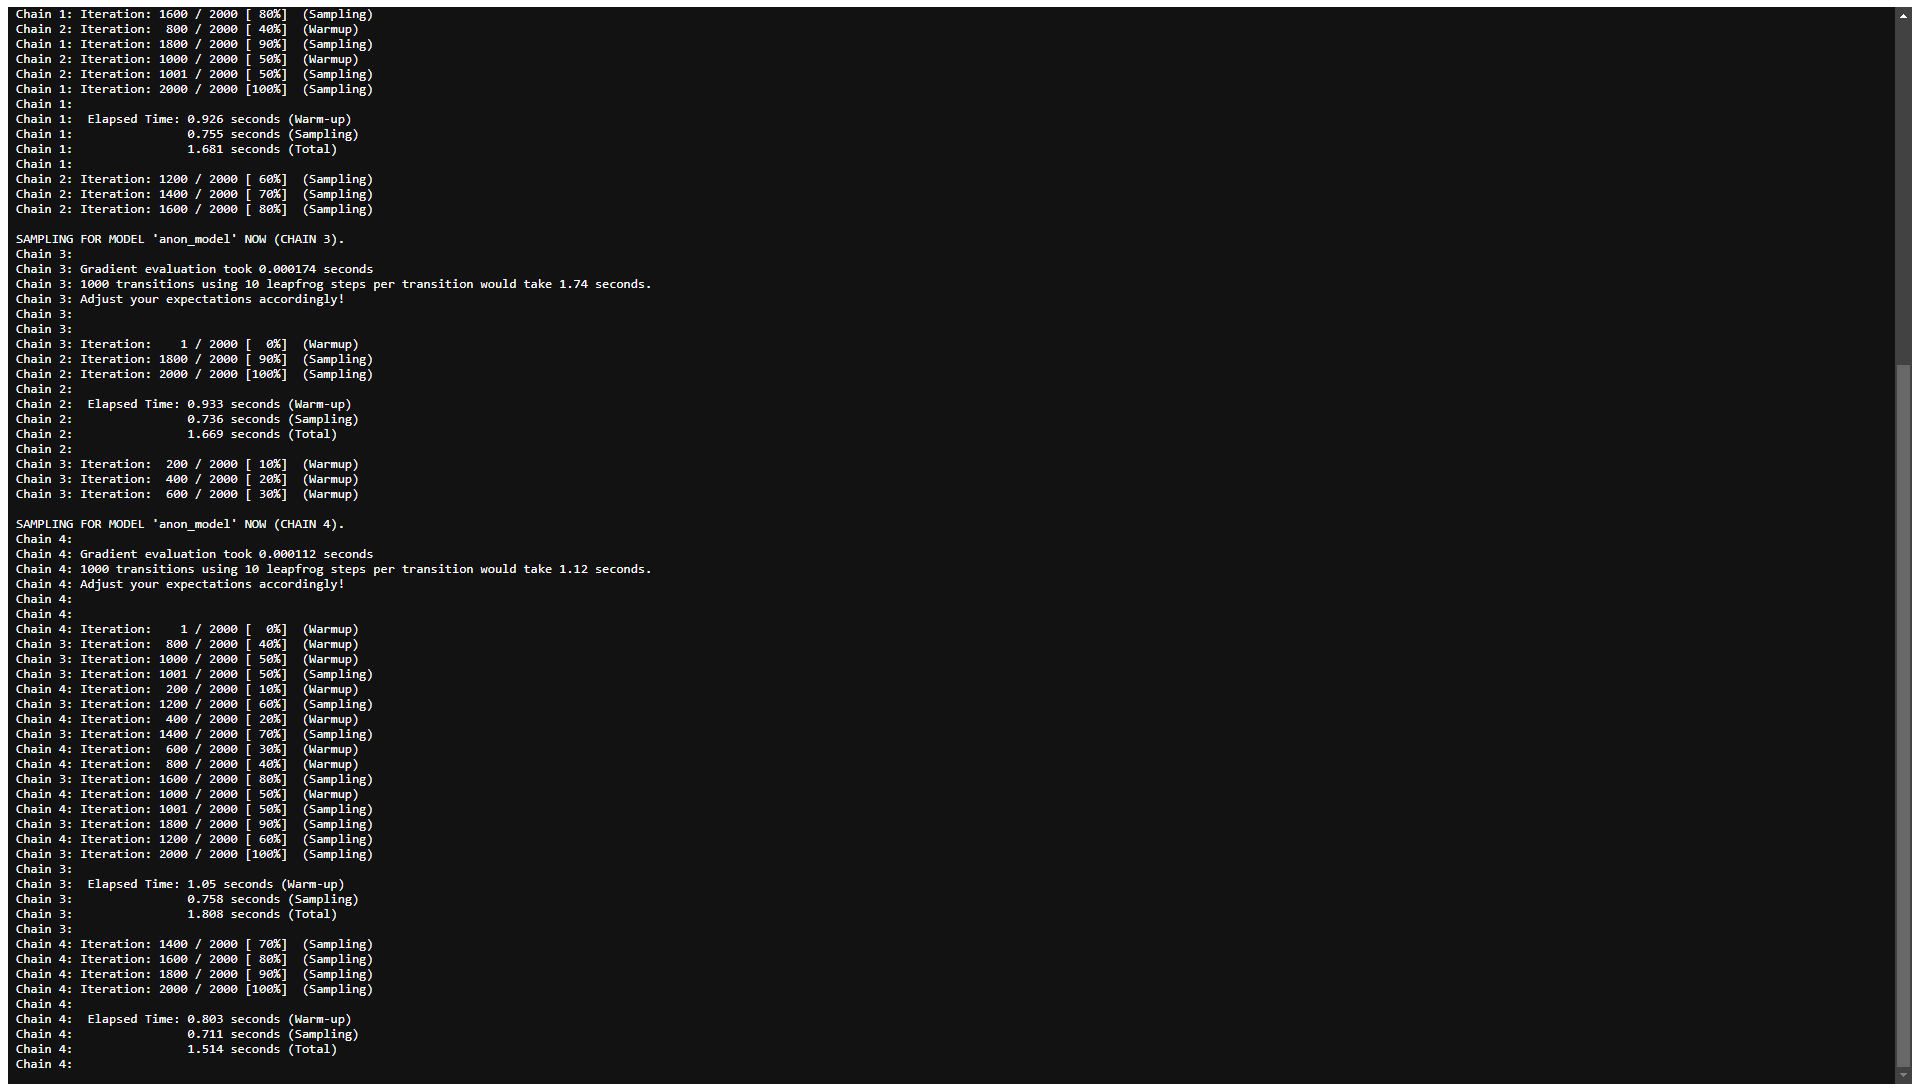 Chain 1: Iteration: 1600 / 2000 [ 80%]  (Sampling)
Chain 2: Iteration:  800 / 2000 [ 40%]  (Warmup)
Chain 1: Iteration: 1800 / 2000 [ 90%]  (Sampling)
Chain 2: Iteration: 1000 / 2000 [ 50%]  (Warmup)
Chain 2: Iteration: 1001 / 2000 [ 50%]  (Sampling)
Chain 1: Iteration: 2000 / 2000 [100%]  (Sampling)
Chain 1:
Chain 1:  Elapsed Time: 0.926 seconds (Warm-up)
Chain 1:                0.755 seconds (Sampling)
Chain 1:                1.681 seconds (Total)
Chain 1:
Chain 2: Iteration: 1200 / 2000 [ 60%]  (Sampling)
Chain 2: Iteration: 1400 / 2000 [ 70%]  (Sampling)
Chain 2: Iteration: 1600 / 2000 [ 80%]  (Sampling)

SAMPLING FOR MODEL 'anon_model' NOW (CHAIN 3).
Chain 3:
Chain 3: Gradient evaluation took 0.000174 seconds
Chain 3: 1000 transitions using 10 leapfrog steps per transition would take 1.74 seconds.
Chain 3: Adjust your expectations accordingly!
Chain 3:
Chain 3:
Chain 3: Iteration:    1 / 2000 [  0%]  (Warmup)
Chain 2: Iteration: 1800 / 2000 [ 90%]  (Sampling)
Chain 2: Iteration: 2000 / 2000 [100%]  (Sampling)
Chain 2:
Chain 2:  Elapsed Time: 0.933 seconds (Warm-up)
Chain 2:                0.736 seconds (Sampling)
Chain 2:                1.669 seconds (Total)
Chain 2:
Chain 3: Iteration:  200 / 2000 [ 10%]  (Warmup)
Chain 3: Iteration:  400 / 2000 [ 20%]  (Warmup)
Chain 3: Iteration:  600 / 2000 [ 30%]  (Warmup)

SAMPLING FOR MODEL 'anon_model' NOW (CHAIN 4).
Chain 4:
Chain 4: Gradient evaluation took 0.000112 seconds
Chain 4: 1000 transitions using 10 leapfrog steps per transition would take 1.12 seconds.
Chain 4: Adjust your expectations accordingly!
Chain 4:
Chain 4:
Chain 4: Iteration:    1 / 2000 [  0%]  (Warmup)
Chain 3: Iteration:  800 / 2000 [ 40%]  (Warmup)
Chain 3: Iteration: 1000 / 2000 [ 50%]  (Warmup)
Chain 3: Iteration: 1001 / 2000 [ 50%]  (Sampling)
Chain 4: Iteration:  200 / 2000 [ 10%]  (Warmup)
Chain 3: Iteration: 1200 / 2000 [ 60%]  (Sampling)
Chain 4: Iteration:  400 / 2000 [ 20%]  (Warmup)
Chain 3: Iteration: 1400 / 2000 [ 70%]  (Sampling)
Chain 4: Iteration:  600 / 2000 [ 30%]  (Warmup)
Chain 4: Iteration:  800 / 2000 [ 40%]  (Warmup)
Chain 3: Iteration: 1600 / 2000 [ 80%]  (Sampling)
Chain 4: Iteration: 1000 / 2000 [ 50%]  (Warmup)
Chain 4: Iteration: 1001 / 2000 [ 50%]  (Sampling)
Chain 3: Iteration: 1800 / 2000 [ 90%]  (Sampling)
Chain 4: Iteration: 1200 / 2000 [ 60%]  (Sampling)
Chain 3: Iteration: 2000 / 2000 [100%]  (Sampling)
Chain 3:
Chain 3:  Elapsed Time: 1.05 seconds (Warm-up)
Chain 3:                0.758 seconds (Sampling)
Chain 3:                1.808 seconds (Total)
Chain 3:
Chain 4: Iteration: 1400 / 2000 [ 70%]  (Sampling)
Chain 4: Iteration: 1600 / 2000 [ 80%]  (Sampling)
Chain 4: Iteration: 1800 / 2000 [ 90%]  (Sampling)
Chain 4: Iteration: 2000 / 2000 [100%]  (Sampling)
Chain 4:
Chain 4:  Elapsed Time: 0.803 seconds (Warm-up)
Chain 4:                0.711 seconds (Sampling)
Chain 4:                1.514 seconds (Total)
Chain 4: